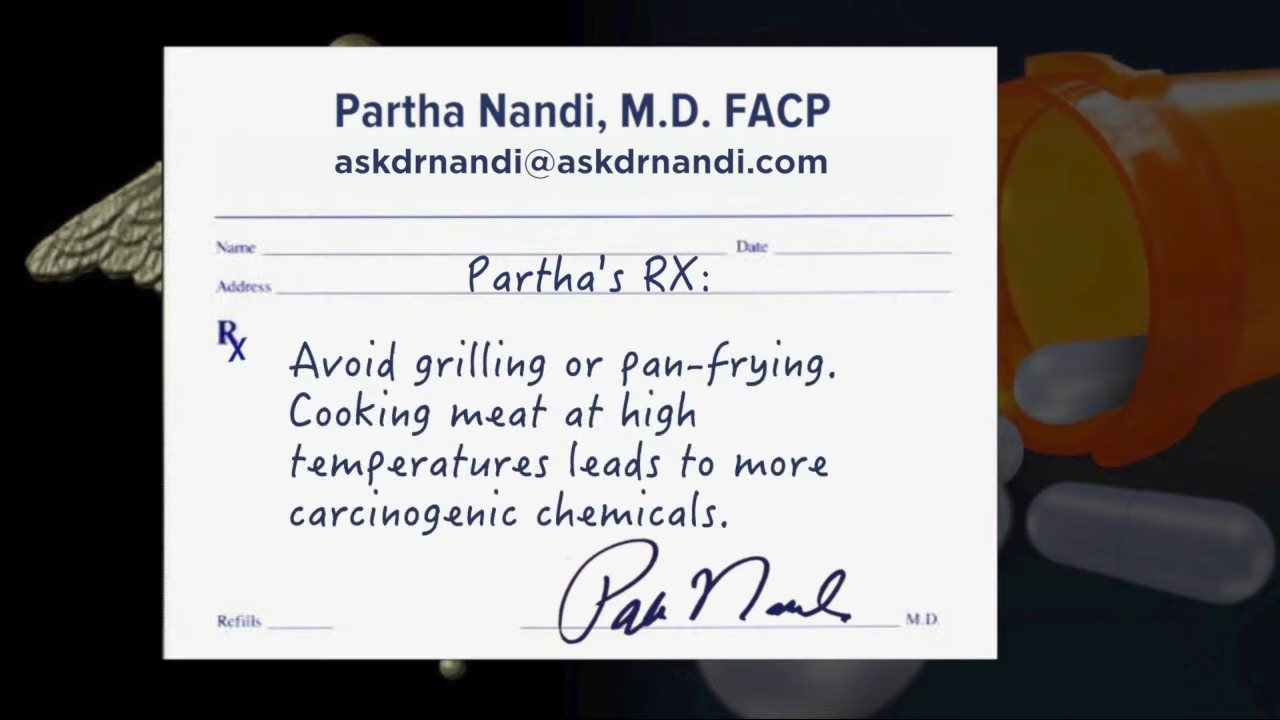 Partha Nandi, M.D. FACP
askdrnandi@askdrnandi.com
Name Date
Partha's RX:
Address
Rx
Avoid grilling or pan-frying.
Cooking meat at high
temperatures leads to more
carcinogenic chemicals.
Refills M.D.